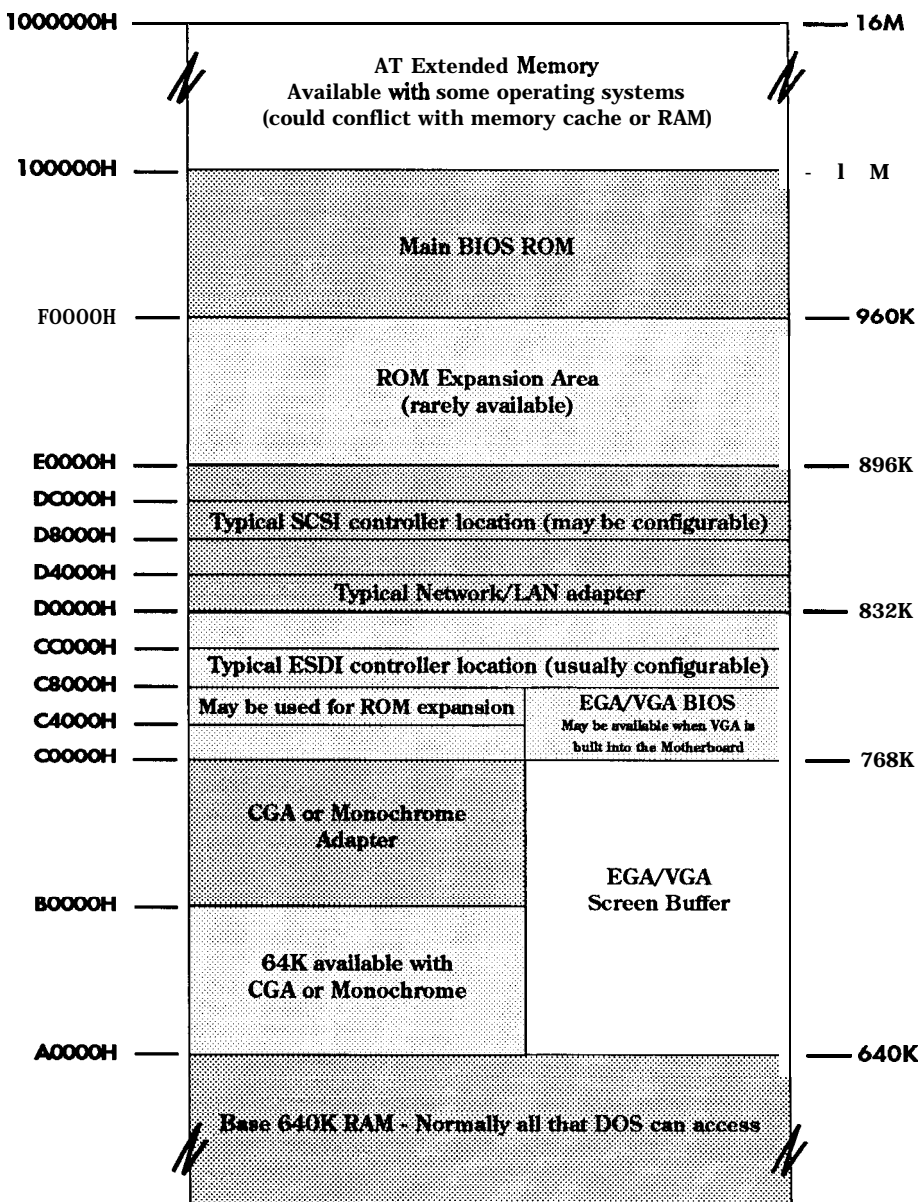 1000000H
16M
AT Extended Memory
Available with some operating systems
(could conflict with memory cache or RAM)
100000H
- 1 M
Main BIOS ROM
F0000H
960K
ROM Expansion Area
(rarely available)
E0000H
896K
DC000H
Typical SCSI controller location (may be configurable)
D8000H
D4000H
Typical Network/LAN adapter
D0000H
832K
CC000H
Typical ESDI controller location (usually configurable)
C8000H
May be used for ROM expansion
EGA/VGA BIOS
May be available when VGA is
built into the Motherboard
C4000H
C0000H
768K
CGA or Monochrome
Adapter
EGA/VGA
Screen Buffer
B0000H
64K available with
CGA or Monochrome
A0000H
640K
Base 640K RAM - Normally all that DOS can access